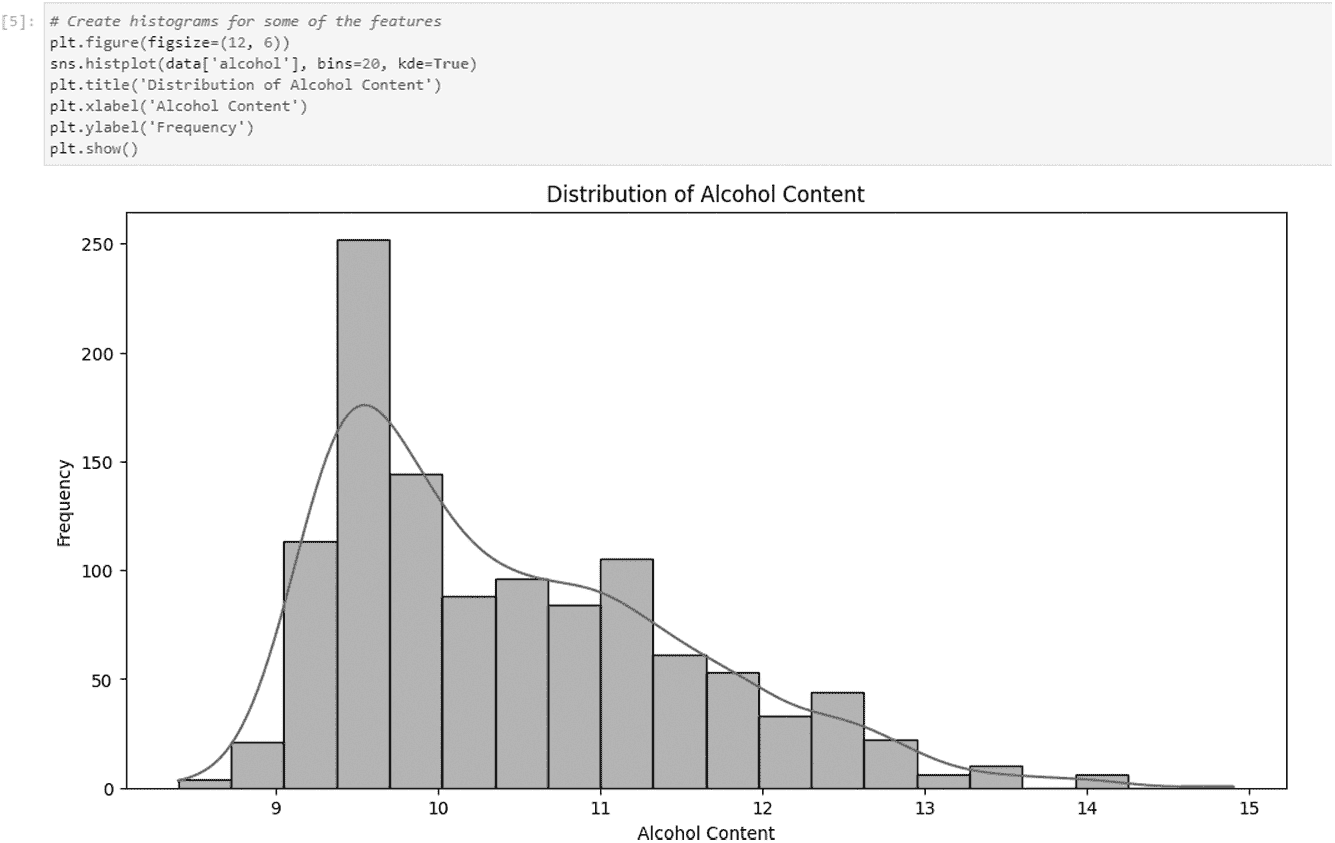 [5]: # Create histograms for some of the features
plt.figure(figsize=(12, 6))
sns.histplot(data['alcohol'], bins=20, kde=True)
plt.title('Distribution of Alcohol Content')
plt.xlabel('Alcohol Content')
plt.ylabel('Frequency')
plt.show()
Distribution of Alcohol Content
250
200
150
100
50
0
Frequency
9 10 11 12 13 14 15
Alcohol Content